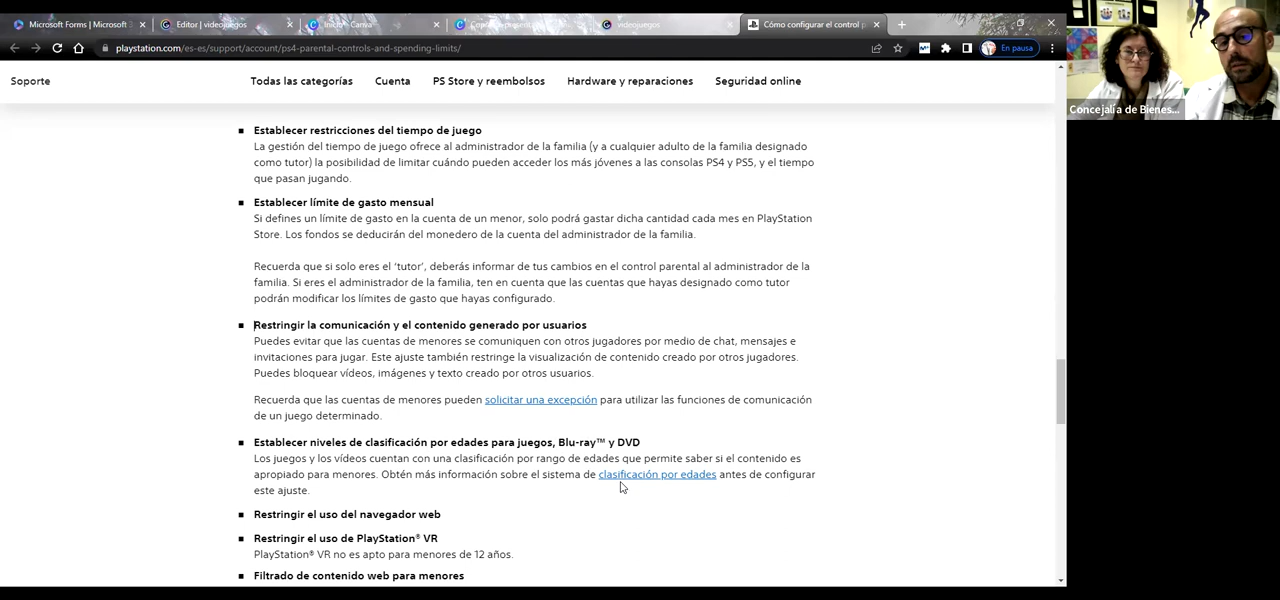 Microsoft Forms | Microsoft 3
Editor | videojuegos
Inicio - Canva
videojuegos
Cómo configurar el control p
playstation.com/es-es/support/account/ps4-parental-controls-and-spending-limits/
En pausa
Soporte
Todas las categorías
Cuenta
PS Store y reembolsos
Hardware y reparaciones
Seguridad online
Establecer restricciones del tiempo de juego
La gestión del tiempo de juego ofrece al administrador de la familia (y a cualquier adulto de la familia designado
como tutor) la posibilidad de limitar cuándo pueden acceder los más jóvenes a las consolas PS4 y PS5, y el tiempo
que pasan jugando.
Establecer límite de gasto mensual
Si defines un límite de gasto en la cuenta de un menor, solo podrá gastar dicha cantidad cada mes en PlayStation
Store. Los fondos se deducirán del monedero de la cuenta del administrador de la familia.
Recuerda que si solo eres el ‘tutor’, deberás informar de tus cambios en el control parental al administrador de la
familia. Si eres el administrador de la familia, ten en cuenta que las cuentas que hayas designado como tutor
podrán modificar los límites de gasto que hayas configurado.
Restringir la comunicación y el contenido generado por usuarios
Puedes evitar que las cuentas de menores se comuniquen con otros jugadores por medio de chat, mensajes e
invitaciones para jugar. Este ajuste también restringe la visualización de contenido creado por otros jugadores.
Puedes bloquear vídeos, imágenes y texto creado por otros usuarios.
Recuerda que las cuentas de menores pueden solicitar una excepción para utilizar las funciones de comunicación
de un juego determinado.
Establecer niveles de clasificación por edades para juegos, Blu-ray™ y DVD
Los juegos y los vídeos cuentan con una clasificación por rango de edades que permite saber si el contenido es
apropiado para menores. Obtén más información sobre el sistema de clasificación por edades antes de configurar
este ajuste.
Restringir el uso del navegador web
Restringir el uso de PlayStation® VR
PlayStation® VR no es apto para menores de 12 años.
Filtrado de contenido web para menores
Concejalía de Bienes...